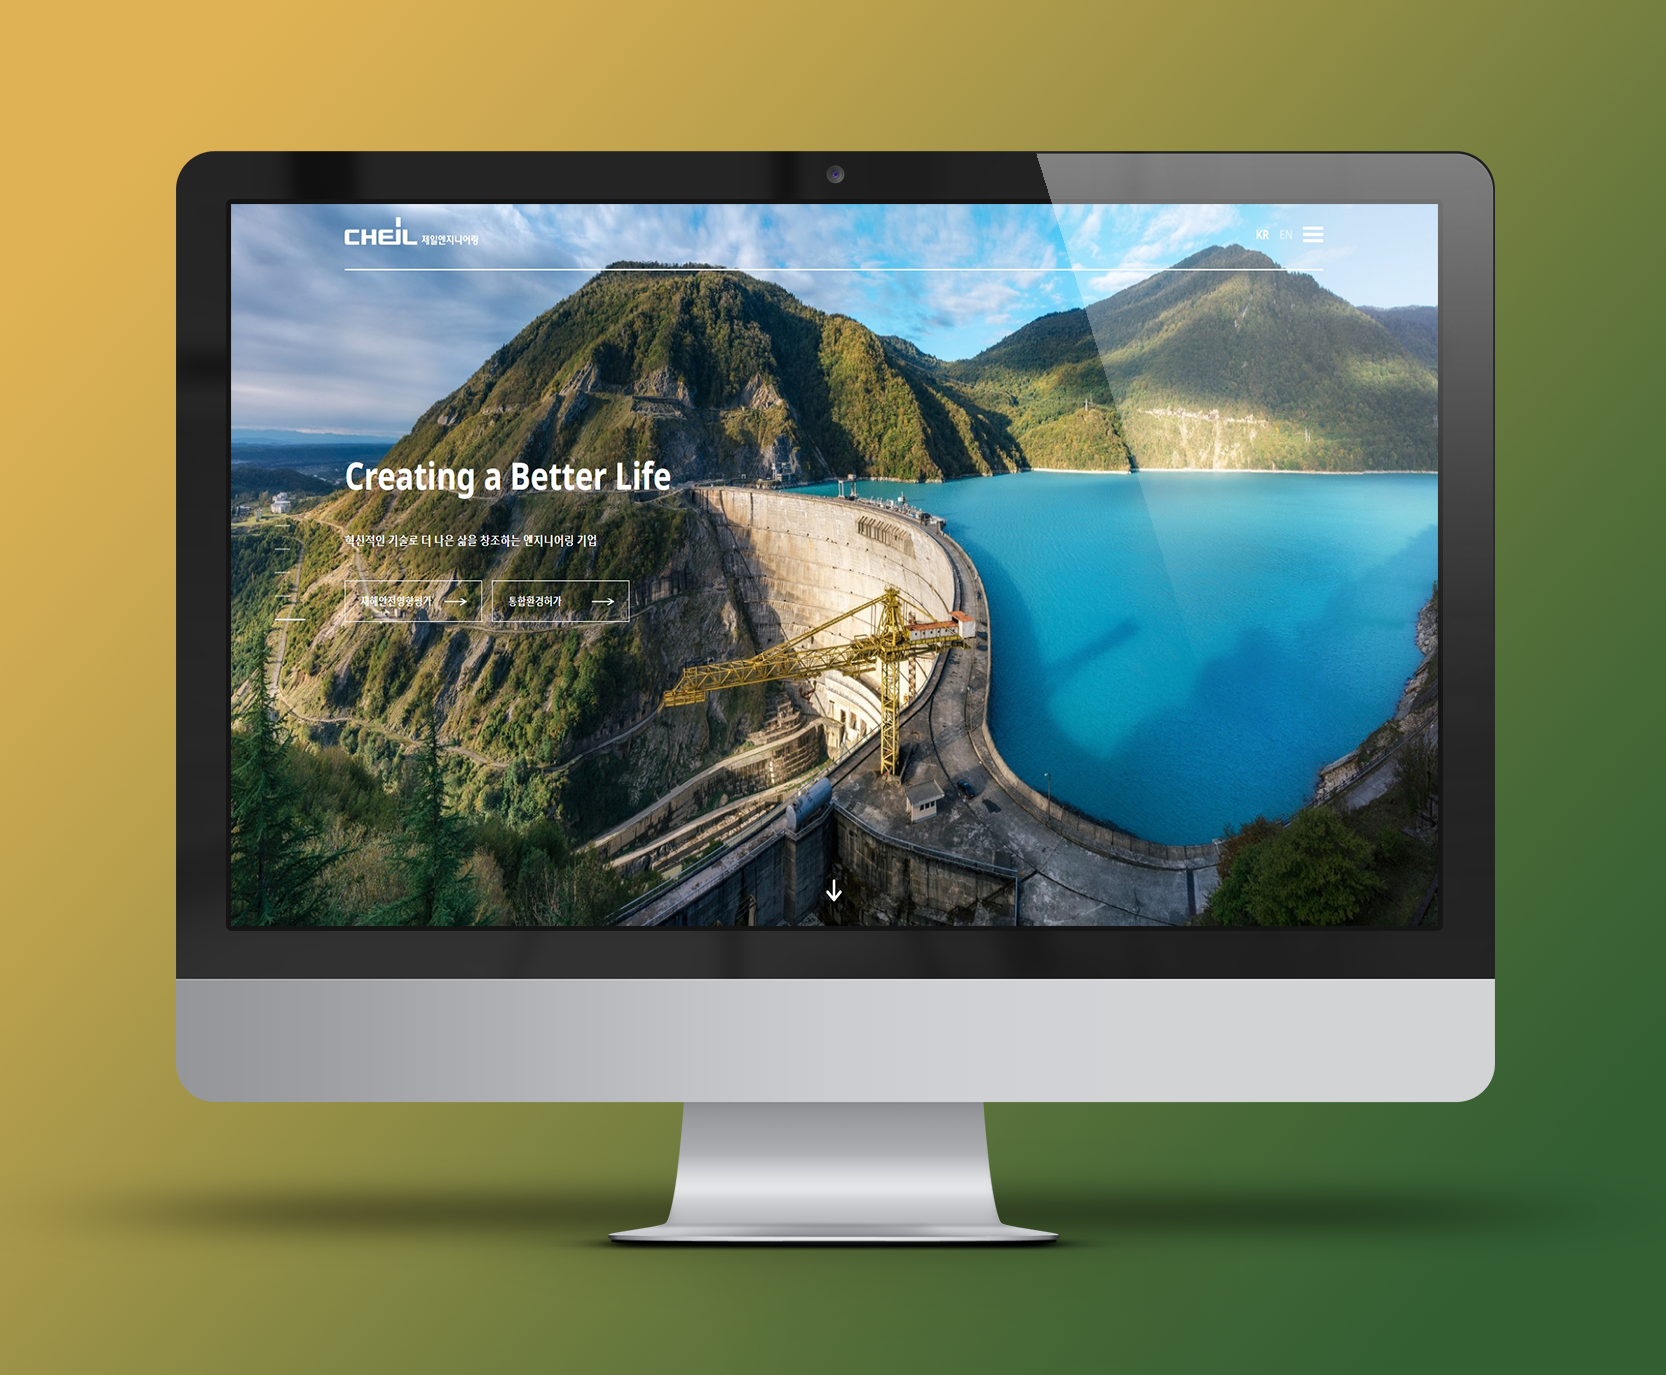 CHEIL 제일엔지니어링
KR EN
Creating a Better Life
혁신적인 기술로 더 나은 삶을 창조하는 엔지니어링 기업
재해안전영향평가
통합환경허가